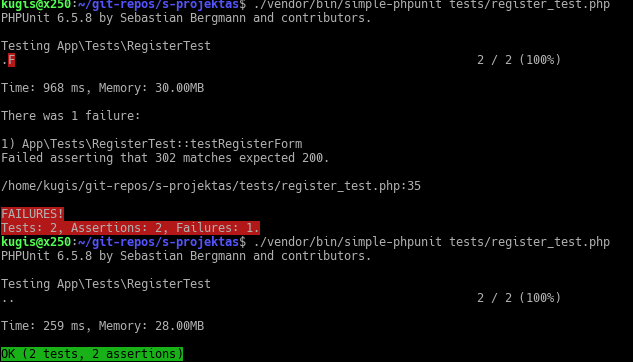 kugis@x250:~/git-repos/s-projektas$ ./vendor/bin/simple-phpunit tests/register_test.php
PHPUnit 6.5.8 by Sebastian Bergmann and contributors.
Testing App\Tests\RegisterTest
.F 2 / 2 (100%)
Time: 968 ms, Memory: 30.00MB
There was 1 failure:
1) App\Tests\RegisterTest::testRegisterForm
Failed asserting that 302 matches expected 200.
/home/kugis/git-repos/s-projektas/tests/register_test.php:35
FAILURES!
Tests: 2, Assertions: 2, Failures: 1.
kugis@x250:~/git-repos/s-projektas$ ./vendor/bin/simple-phpunit tests/register_test.php
PHPUnit 6.5.8 by Sebastian Bergmann and contributors.
Testing App\Tests\RegisterTest
.. 2 / 2 (100%)
Time: 259 ms, Memory: 28.00MB
OK (2 tests, 2 assertions)